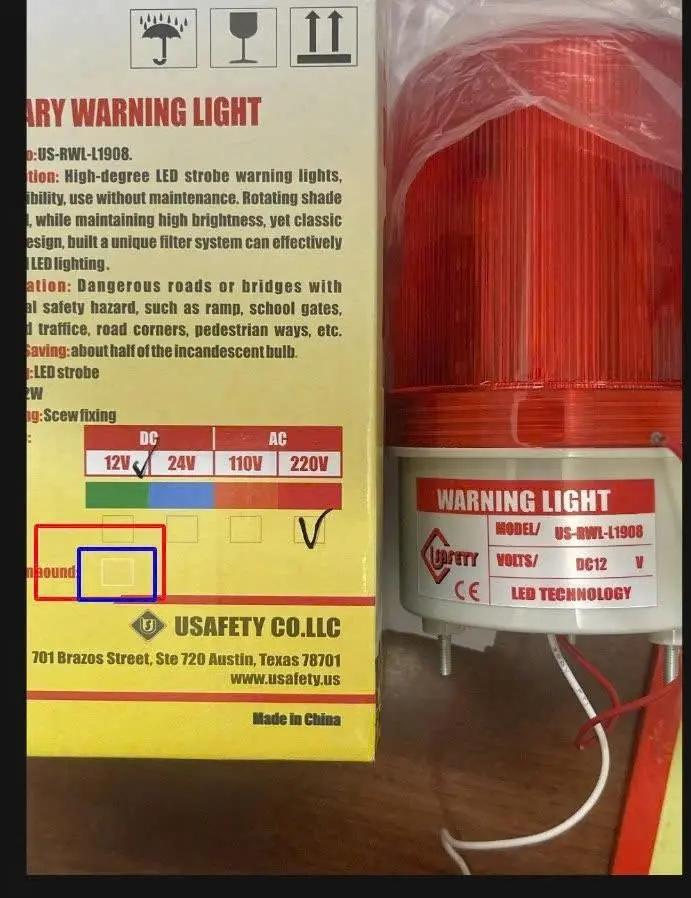 ARY WARNING LIGHT
o:US-RWL-L1908.
tion: High-degree LED strobe warning lights,
ibility, use without maintenance. Rotating shade
, while maintaining high brightness, yet classic
esign, built a unique filter system can effectively
LED lighting.
ation: Dangerous roads or bridges with
al safety hazard, such as ramp, school gates,
d traffice, road corners, pedestrian ways, etc.
Saving:about half of the incandescent bulb.
:LED strobe
2W
ng:Screw fixing
:
DC AC
12V 24V 110V 220V
naound:
USAFETY CO.LLC
701 Brazos Street, Ste 720 Austin, Texas 78701
www.usafety.us
Made in China
WARNING LIGHT
USAFETY
CE
MODEL/ US-RWL-L1908
VOLTS/ DC12 V
LED TECHNOLOGY